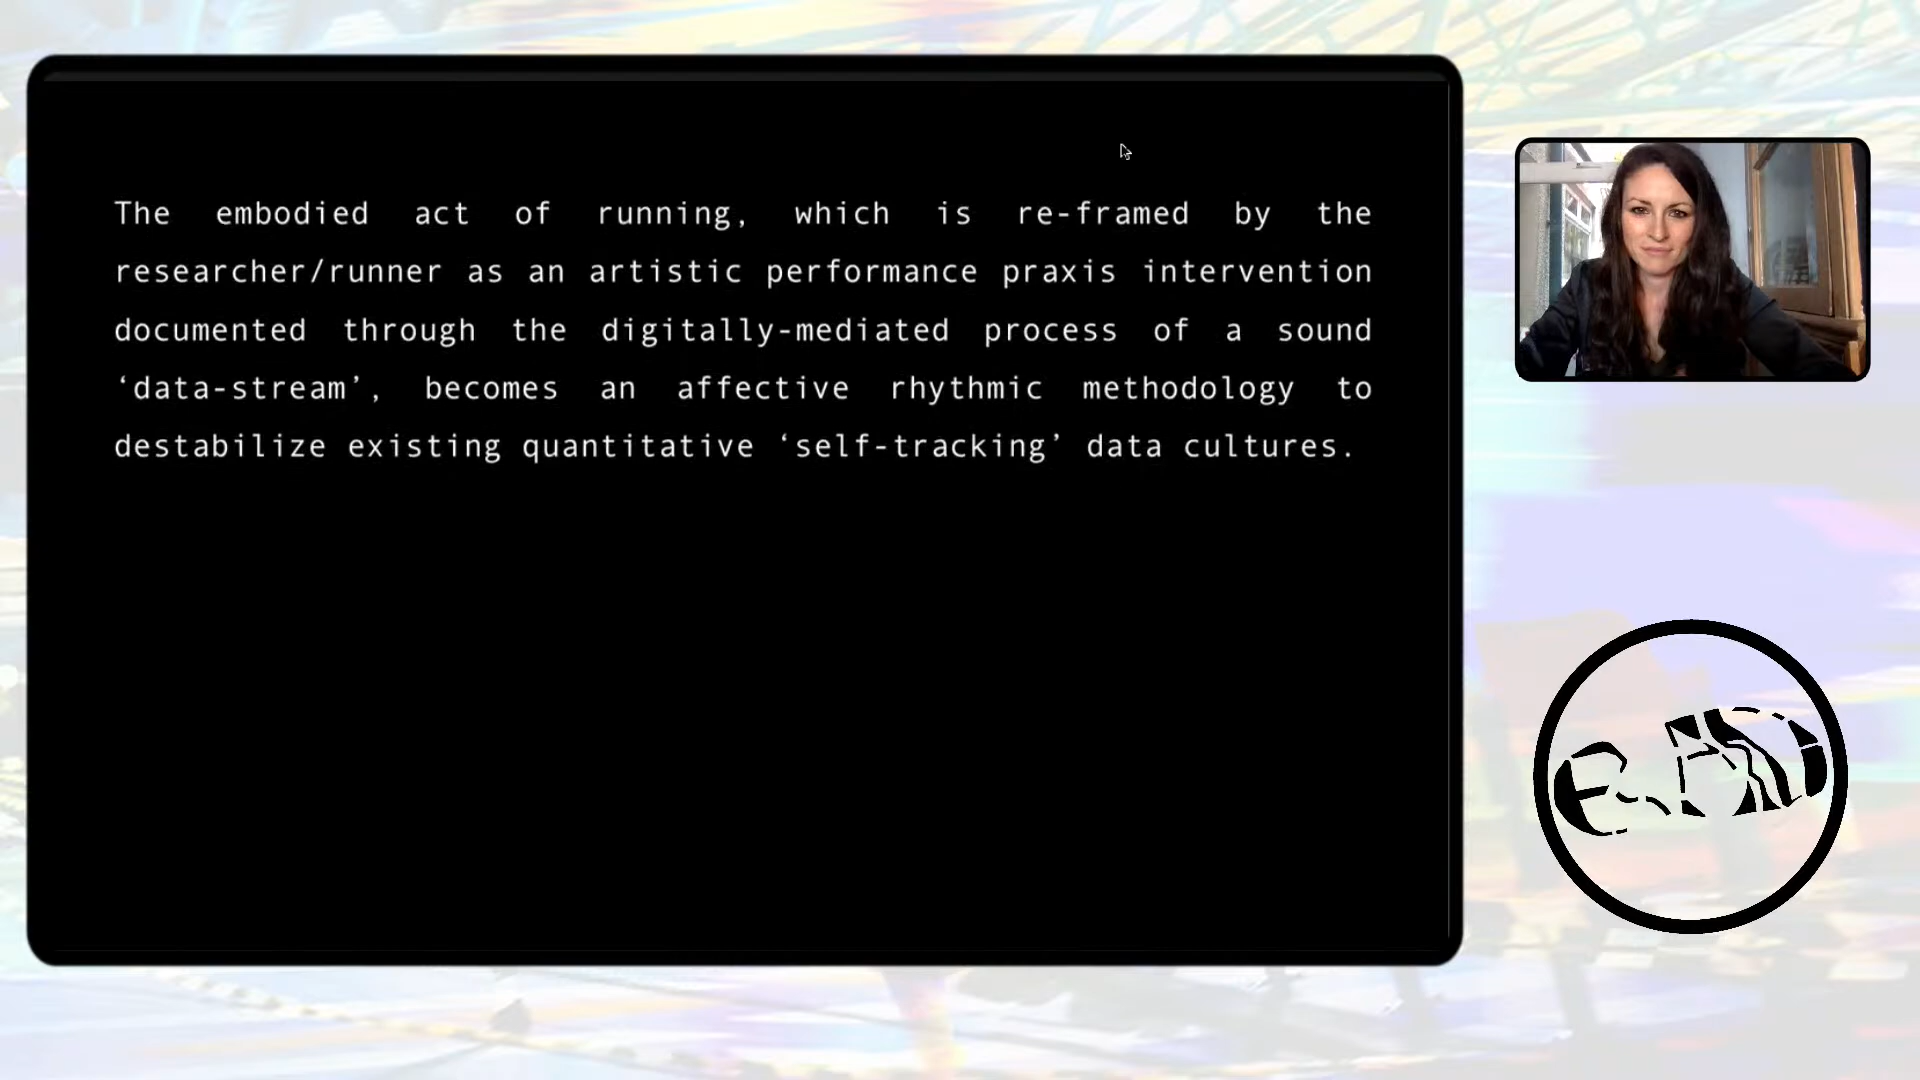 The embodied act of running, which is re-framed by the
researcher/runner as an artistic performance praxis intervention
documented through the digitally-mediated process of a sound
‘data-stream’, becomes an affective rhythmic methodology to
destabilize existing quantitative ‘self-tracking’ data cultures.